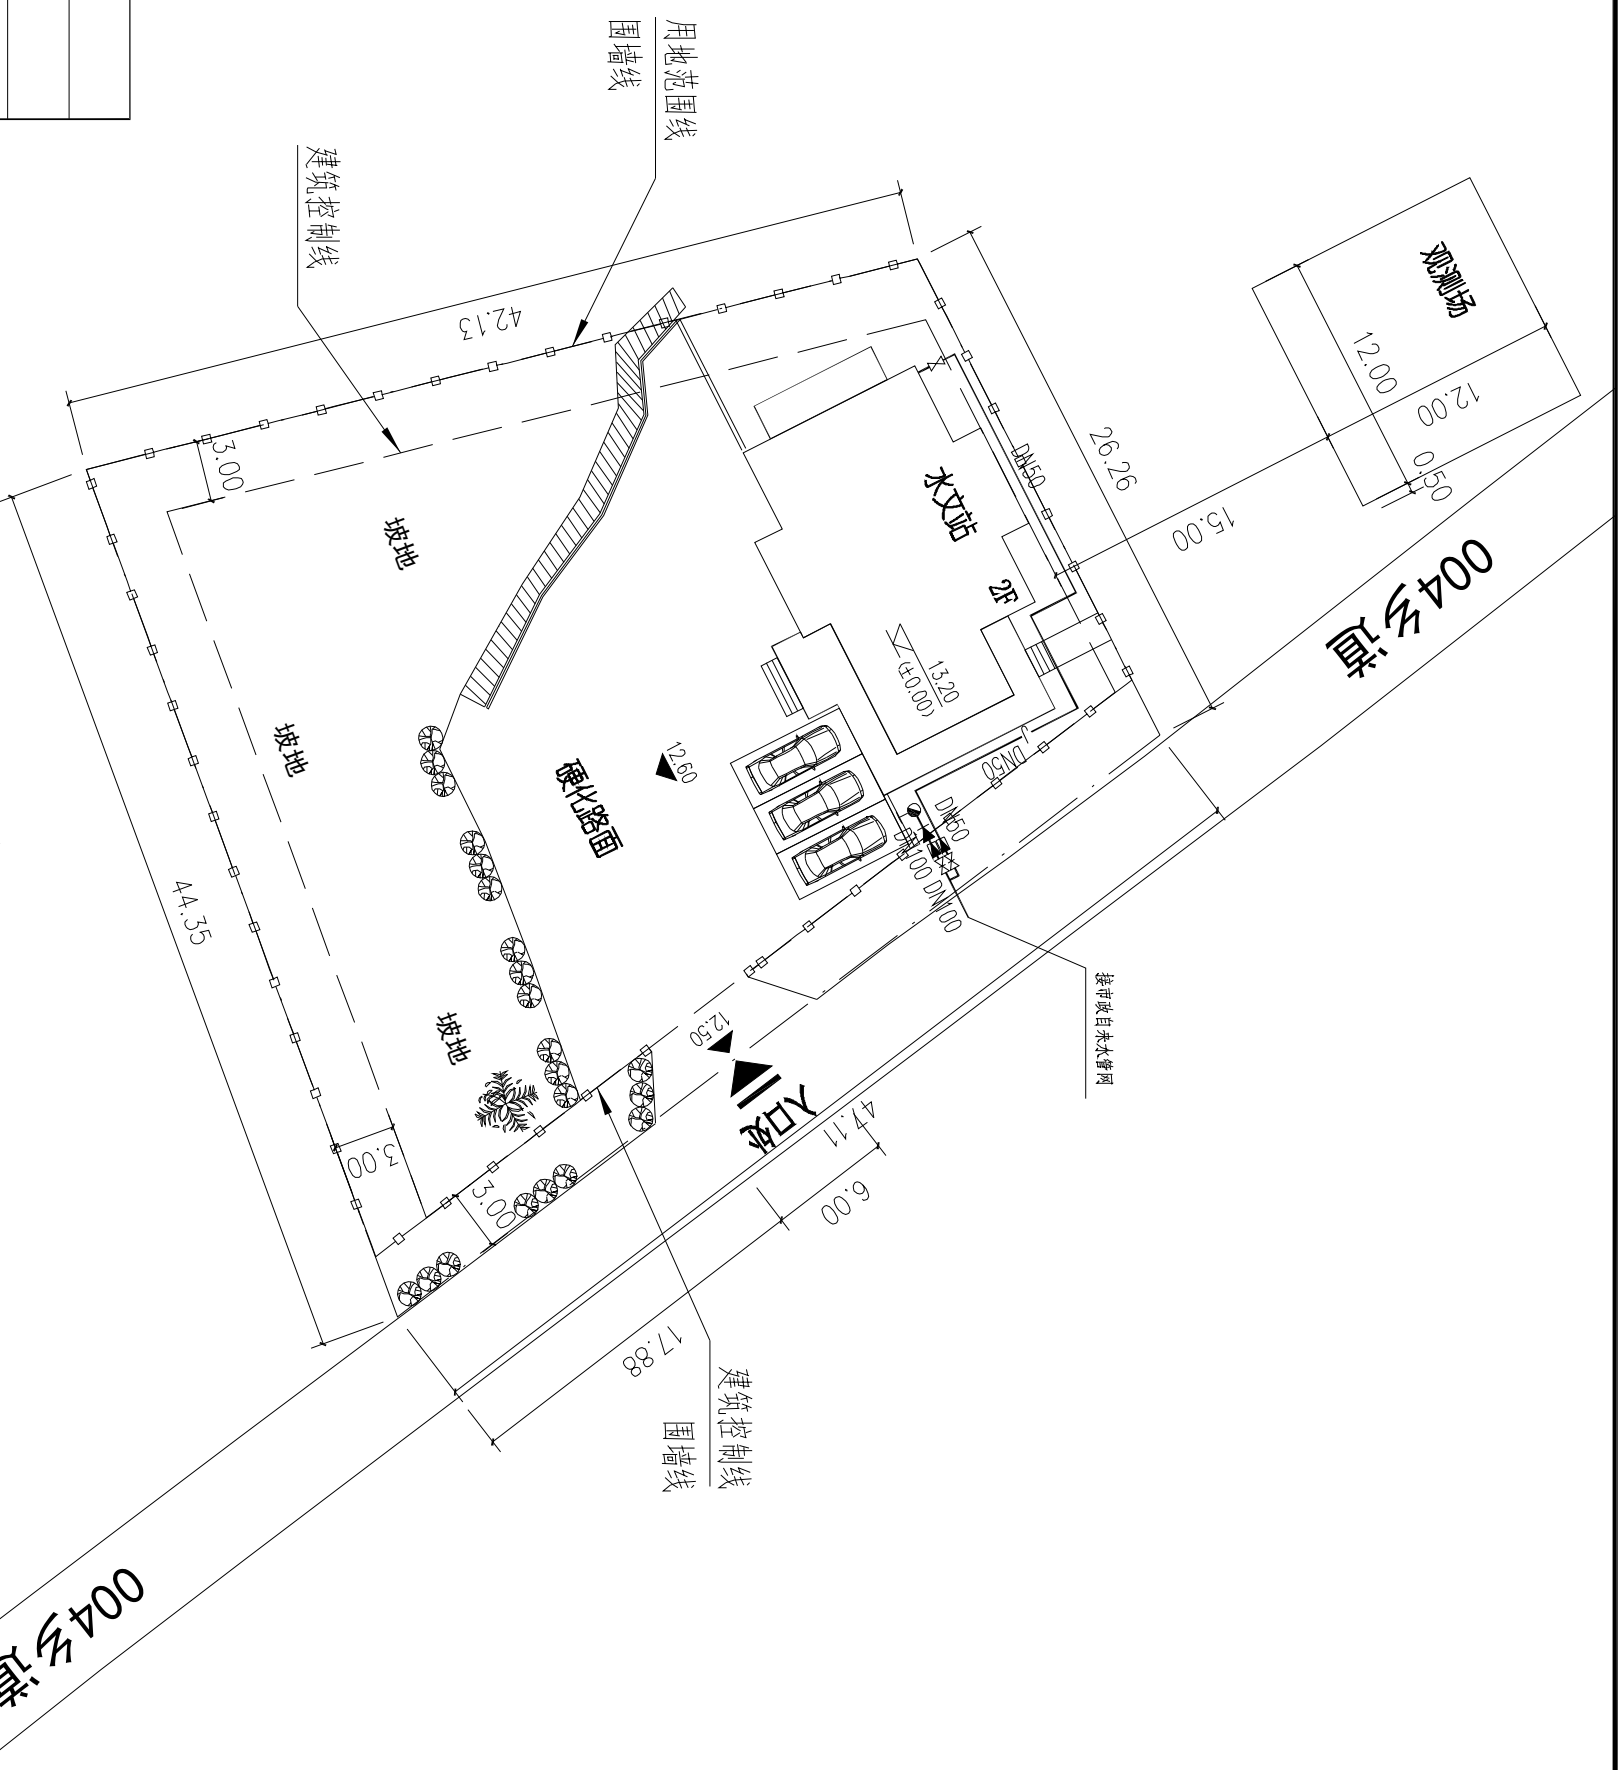 用地范围线
围墙线
建筑控制线
42.13
26.26
观测场
12.00
12.00
0.50
15.00
004乡道
3.00
坡地
水文站
2F
DN50
13.20
(±0.00)
坡地
硬化路面
12.60
J
DN50
DN50
DN100
DN100
接市政自来水管网
44.35
坡地
12.50
入口处
47.11
6.00
3.00
3.00
17.88
建筑控制线
围墙线
004乡道